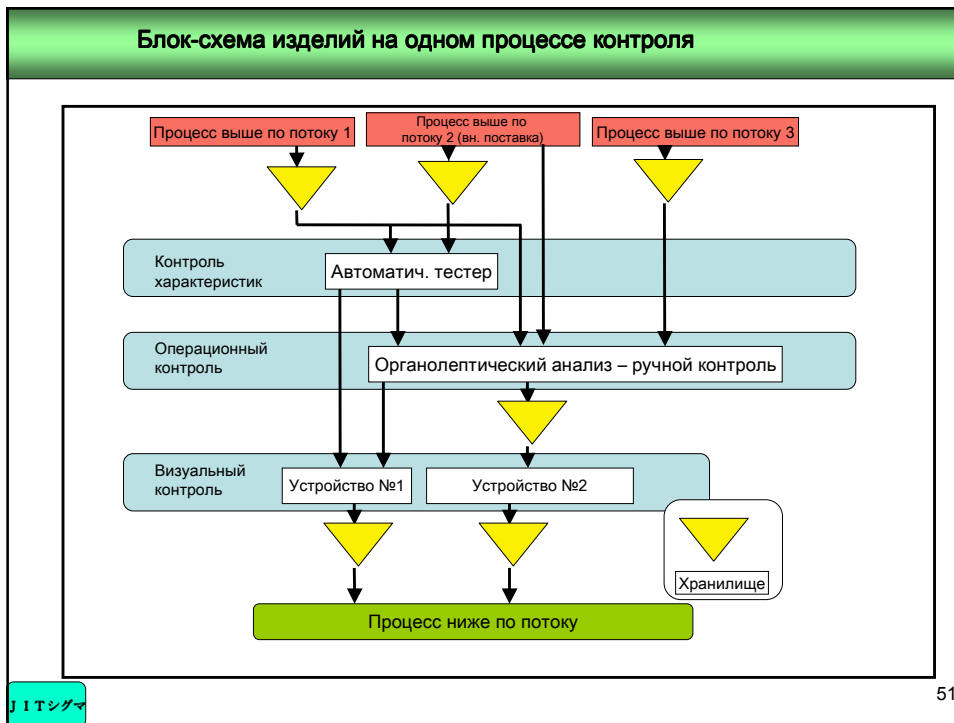 Блок-схема изделий на одном процессе контроля
Процесс выше по потоку 1
Процесс выше по
потоку 2 (вн. поставка)
Процесс выше по потоку 3
Контроль
характеристик
Автоматич. тестер
Операционный
контроль
Органолептический анализ – ручной контроль
Визуальный
контроль
Устройство №1
Устройство №2
Хранилище
Процесс ниже по потоку
ＪＩＴシグマ
51